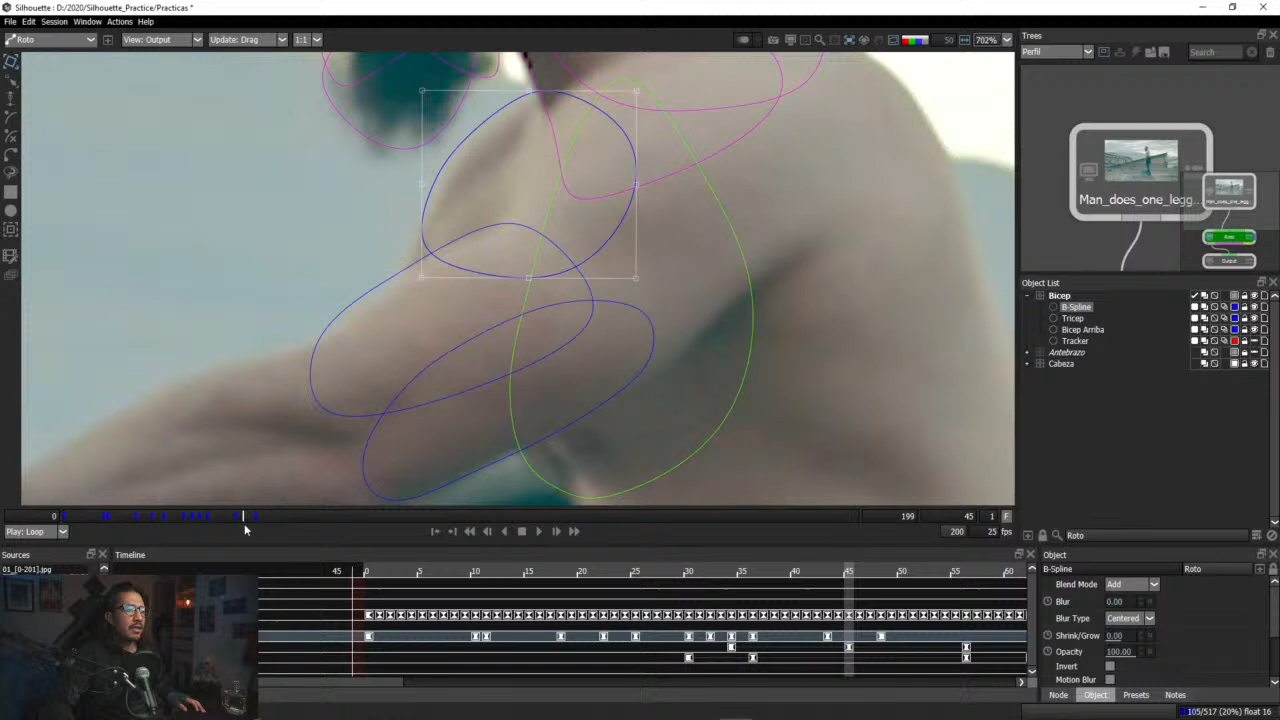 Silhouette : D:/2020/Silhouette_Practice/Practicas *
File Edit Session Window Actions Help
Roto View: Output Update: Drag 1:1 50 702%
Trees
Perfil Search
Man_does_one_legg...
Man_does_one_legg
Roto
Output
Object List
Bicep
B-Spline
Tricep
Bicep Arriba
Tracker
Antebrazo
Cabeza
0 199 45 1 F
Play: Loop 200 25 fps
Roto
Sources Timeline Object
01_[0-201].jpg
45 0 5 10 15 20 25 30 35 40 45 50 55 60
B-Spline Roto
Blend Mode Add
Blur 0.00
Blur Type Centered
Shrink/Grow 0.00
Opacity 100.00
Invert
Motion Blur
Node Object Presets Notes
105/517 (20%) float 16